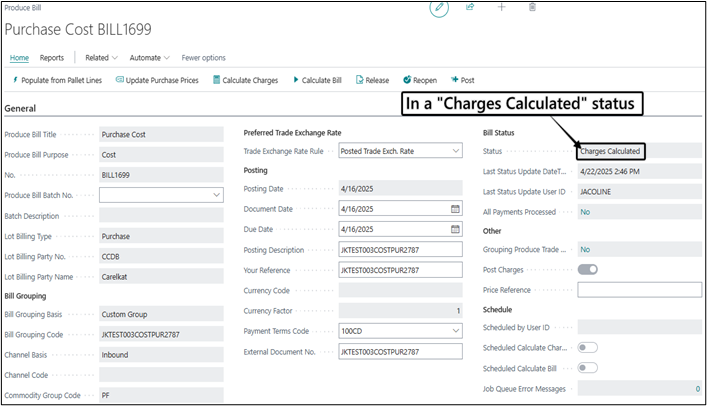 Produce Bill
Purchase Cost BILL1699
Home Reports Related Automate Fewer options
Populate from Pallet Lines Update Purchase Prices Calculate Charges Calculate Bill Release Reopen Post
In a "Charges Calculated" status
General
Produce Bill Title Purchase Cost
Produce Bill Purpose Cost
No. BILL1699
Produce Bill Batch No.
Batch Description
Lot Billing Type Purchase
Lot Billing Party No. CCDB
Lot Billing Party Name Carelkat
Bill Grouping
Bill Grouping Basis Custom Group
Bill Grouping Code JKTEST003COSTPUR2787
Channel Basis Inbound
Channel Code
Commodity Group Code PF
Preferred Trade Exchange Rate
Trade Exchange Rate Rule Posted Trade Exch. Rate
Posting
Posting Date 4/16/2025
Document Date 4/16/2025
Due Date 4/16/2025
Posting Description JKTEST003COSTPUR2787
Your Reference JKTEST003COSTPUR2787
Currency Code
Currency Factor 1
Payment Terms Code 100CD
External Document No. JKTEST003COSTPUR2787
Bill Status
Status Charges Calculated
Last Status Update DateT... 4/22/2025 2:46 PM
Last Status Update User ID JACOLINE
All Payments Processed No
Other
Grouping Produce Trade ... No
Post Charges
Price Reference
Schedule
Scheduled by User ID
Scheduled Calculate Char...
Scheduled Calculate Bill
Job Queue Error Messages 0